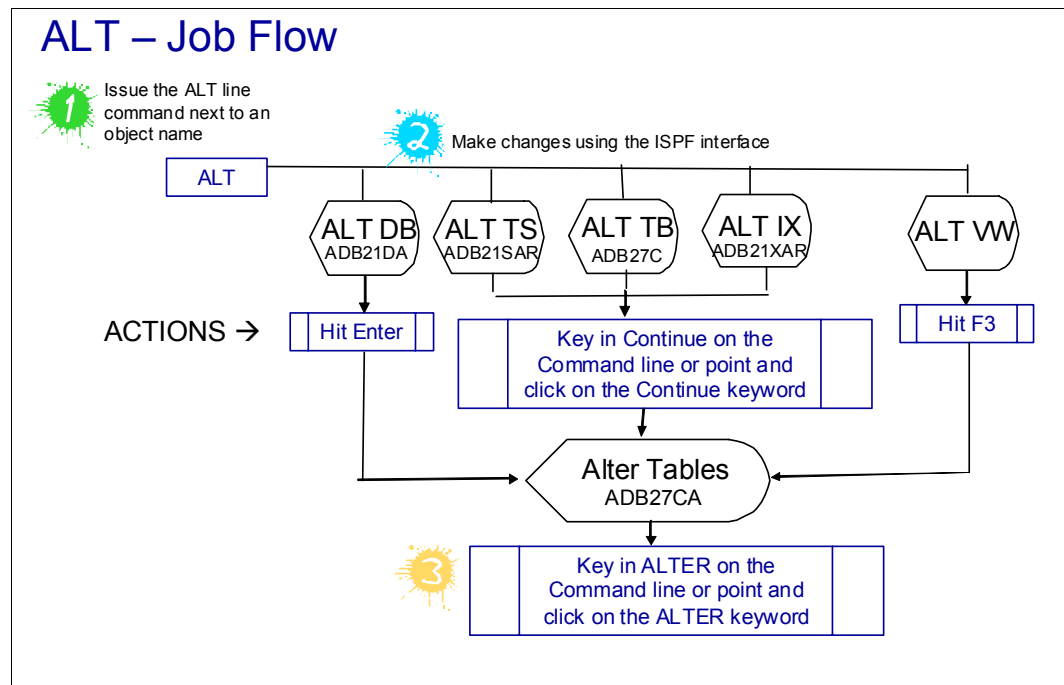 ALT – Job Flow
1
Issue the ALT line
command next to an
object name
2
Make changes using the ISPF interface
ALT
ALT DB
ADB21DA
ALT TS
ADB21SAR
ALT TB
ADB27C
ALT IX
ADB21XAR
ALT VW
ACTIONS →
Hit Enter
Key in Continue on the
Command line or point and
click on the Continue keyword
Hit F3
Alter Tables
ADB27CA
3
Key in ALTER on the
Command line or point and
click on the ALTER keyword